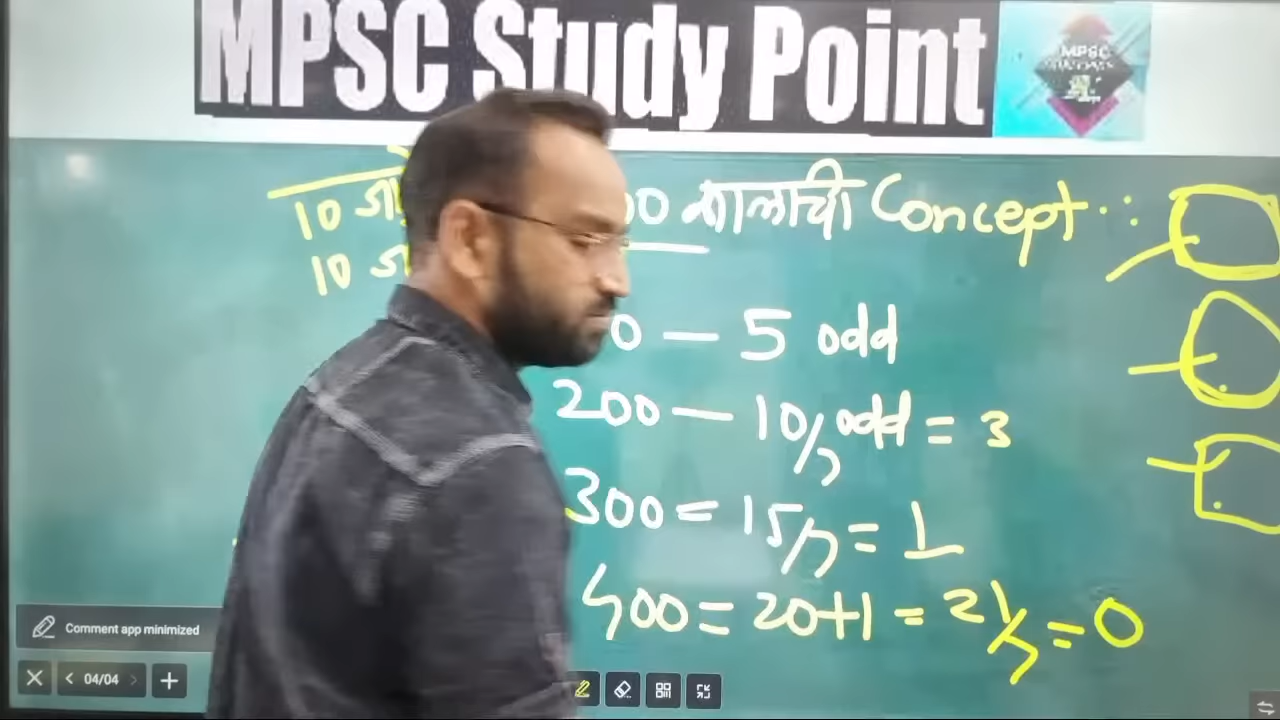 MPSC Study Point
MPSC
10
00 कालाची Concept
10
0 — 5 odd
200 — 10/7 odd = 3
300 = 15/7 = 1
400 = 20+1 = 21/7 = 0
Comment app minimized
04/04